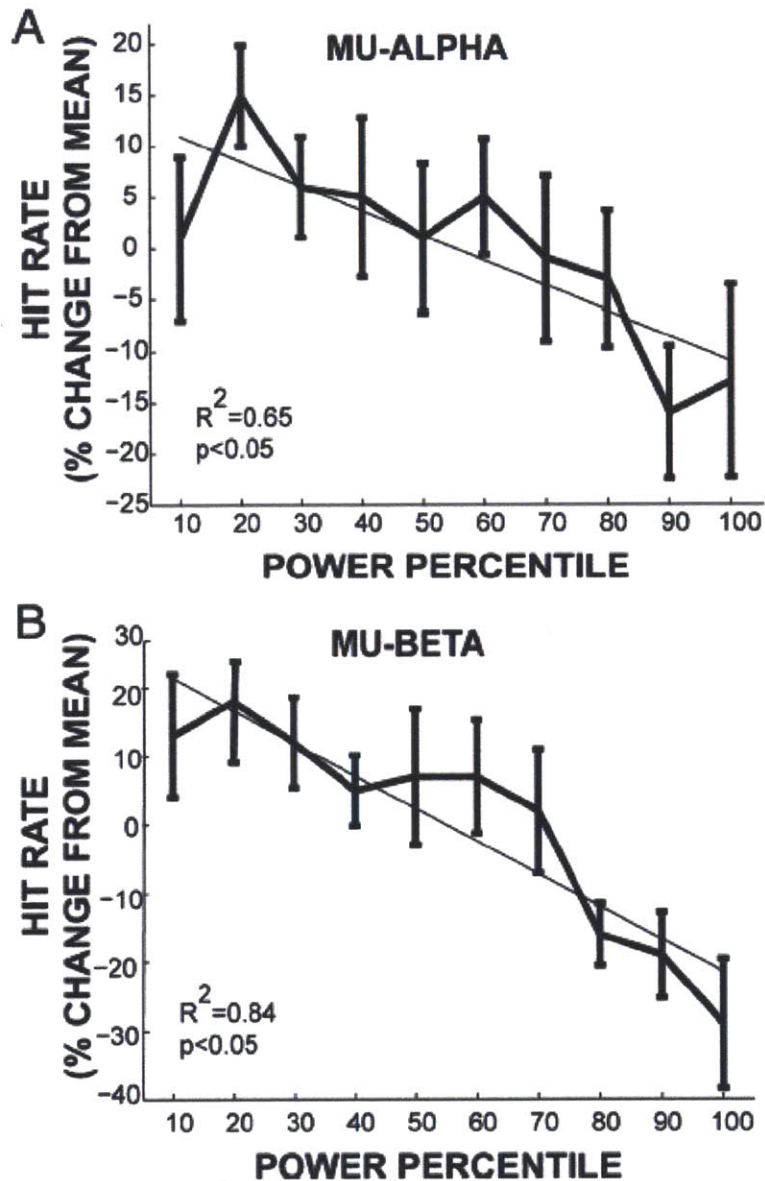 A
MU-ALPHA
HIT RATE
(% CHANGE FROM MEAN)
20
15
10
5
0
−5
−10
−15
−20
−25
R²=0.65
p<0.05
10 20 30 40 50 60 70 80 90 100
POWER PERCENTILE
B
MU-BETA
HIT RATE
(% CHANGE FROM MEAN)
30
20
10
0
−10
−20
−30
−40
R²=0.84
p<0.05
10 20 30 40 50 60 70 80 90 100
POWER PERCENTILE